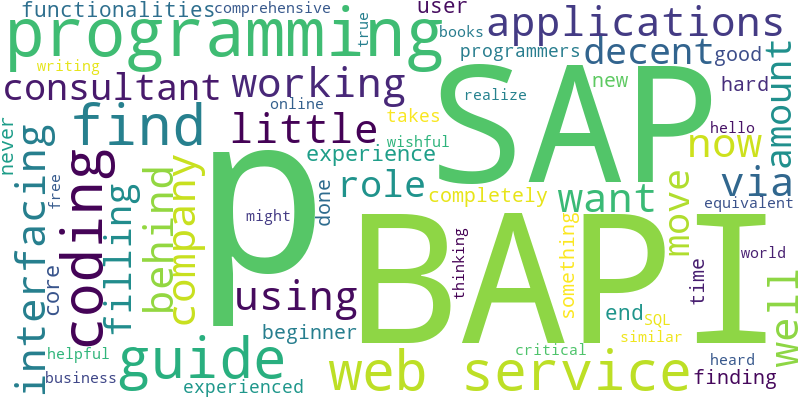 functionalities
comprehensive
true
user
applications
programming
books
writing
programmers
decent
good
consultant
working
online
realize
new
hard
amount
never
find
little
takes
wishful
SAP
hello
now
interfacing
coding
filling
behind
company
p
experience
role
completely
want
move
via
equivalent
core
free
might
done
something
thinking
BAPI
world
time
well
using
beginner
end
SQL
similar
helpful
guide
web service
critical
heard
business
experienced
finding